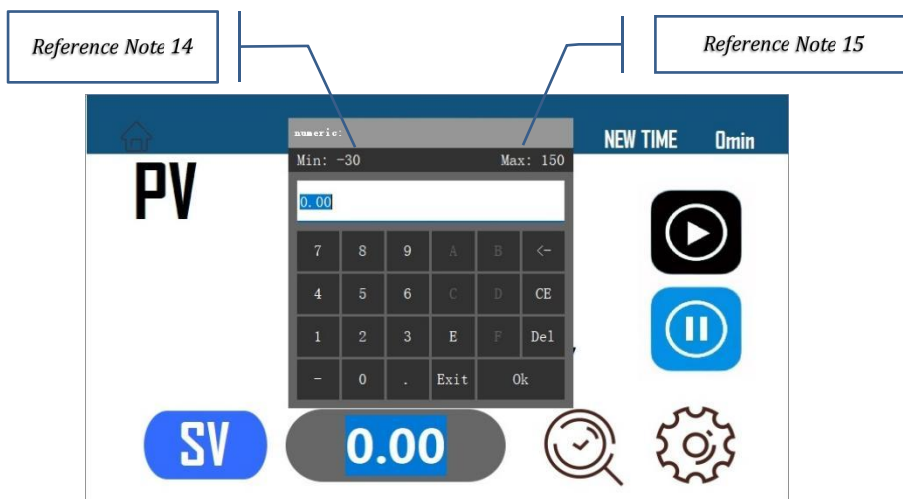 Reference Note 14
Reference Note 15
numeric:
NEW TIME 0min
Min: -30 Max: 150
PV
0.00
7 8 9 A B <-
4 5 6 C D CE
1 2 3 E F Del
- 0 . Exit Ok
SV 0.00